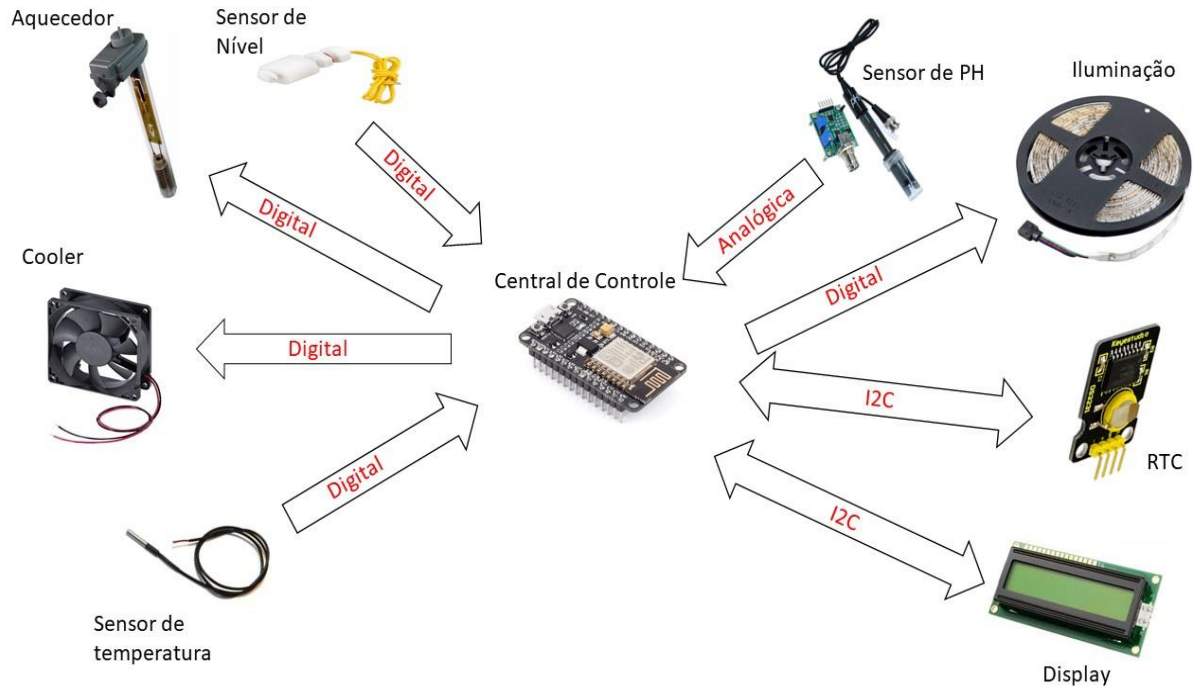 Aquecedor
Sensor de
Nível
Sensor de PH
Iluminação
Digital
Digital
Analógica
Cooler
Central de Controle
Digital
Digital
I2C
Keyestudio
RTC
Digital
I2C
Sensor de
temperatura
Display